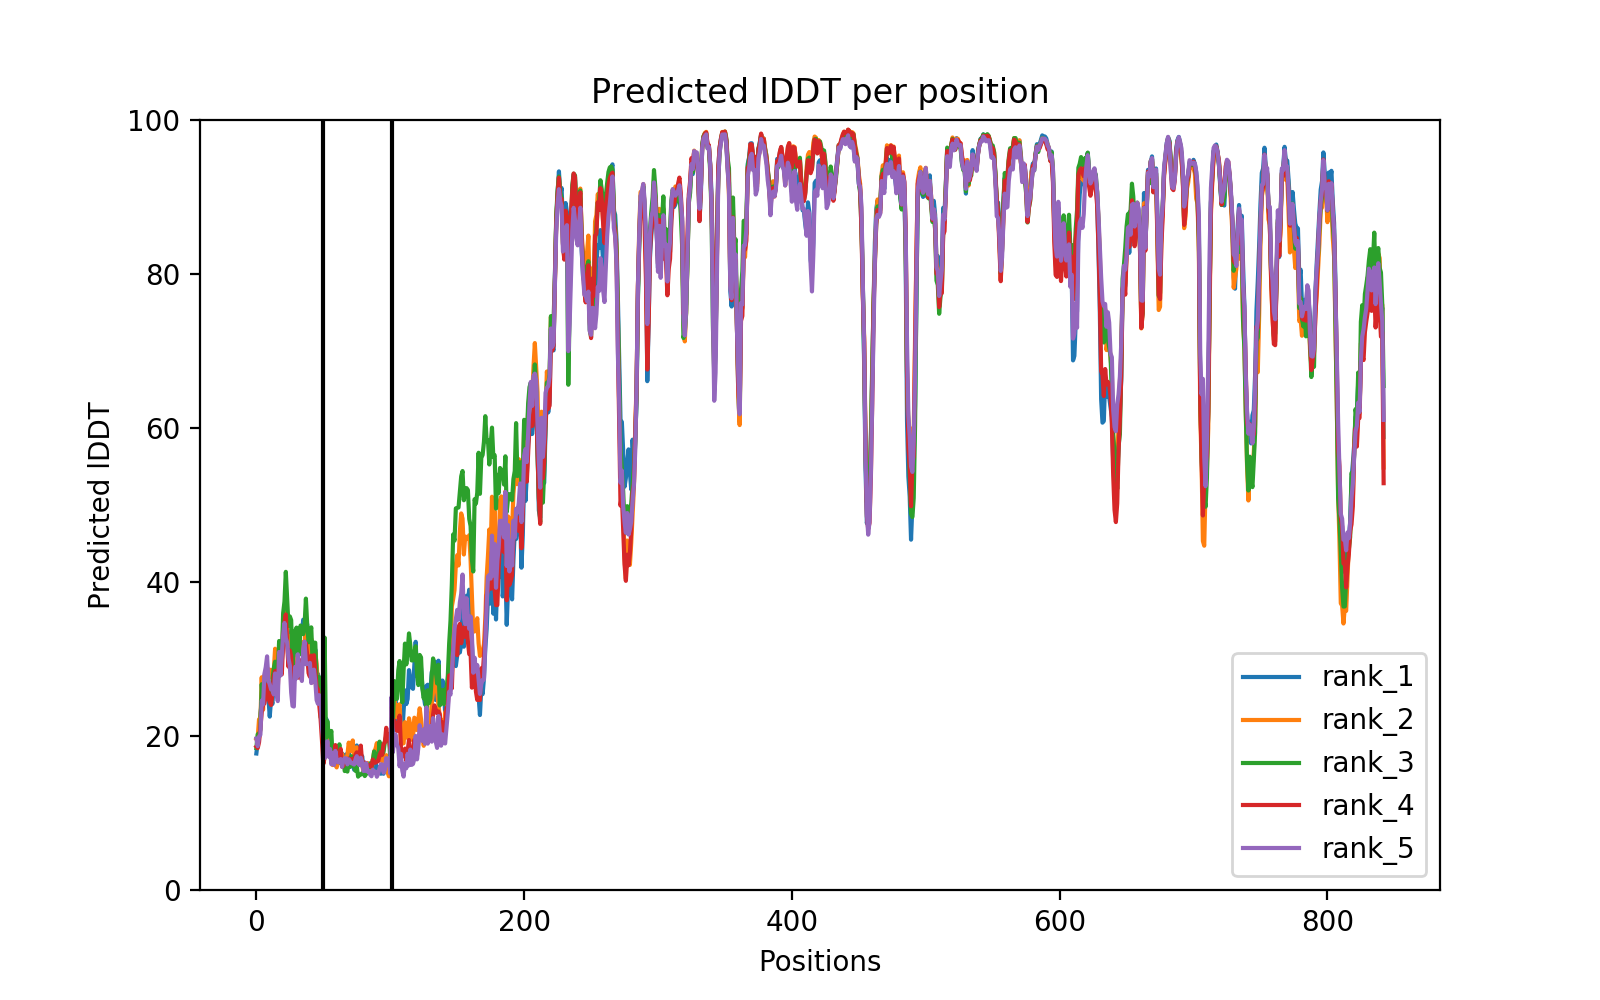 Predicted lDDT per position
Predicted lDDT
100
80
60
40
20
0
0 200 400 600 800
Positions
rank_1
rank_2
rank_3
rank_4
rank_5